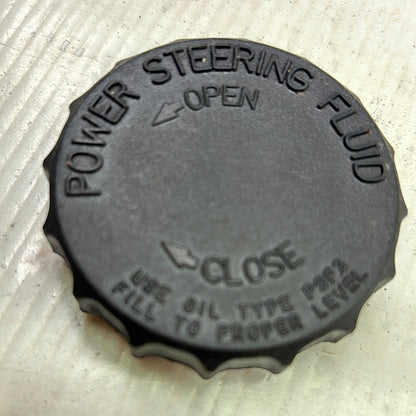 POWER STEERING FLUID
OPEN
CLOSE
USE OIL TYPE PSF3
FILL TO PROPER LEVEL